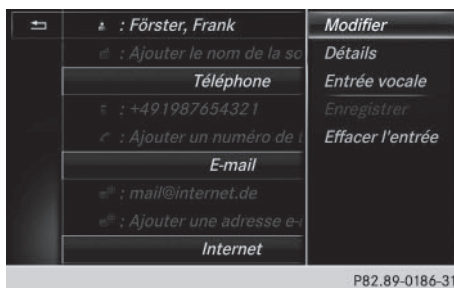 : Förster, Frank
: Ajouter le nom de la so
Téléphone
: +491987654321
: Ajouter un numéro de t
E-mail
: mail@internet.de
: Ajouter une adresse e-
Internet
Modifier
Détails
Entrée vocale
Enregistrer
Effacer l'entrée
P82.89-0186-31